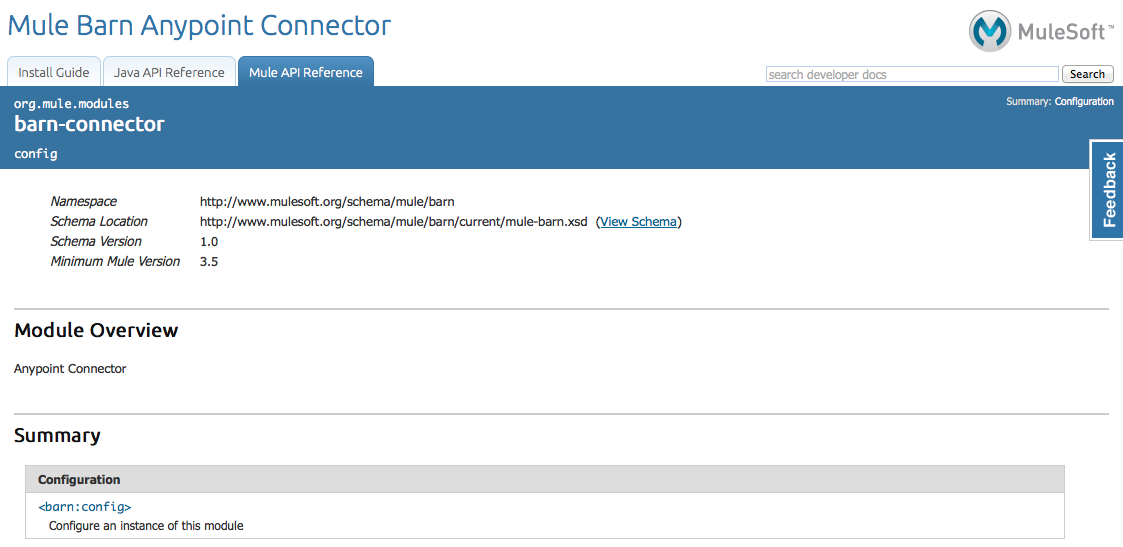 Mule Barn Anypoint Connector
MuleSoft™
Install Guide
Java API Reference
Mule API Reference
search developer docs
Search
org.mule.modules
Summary: Configuration
barn-connector
config
Feedback
Namespace http://www.mulesoft.org/schema/mule/barn
Schema Location http://www.mulesoft.org/schema/mule/barn/current/mule-barn.xsd (View Schema)
Schema Version 1.0
Minimum Mule Version 3.5
Module Overview
Anypoint Connector
Summary
Configuration
<barn:config>
Configure an instance of this module